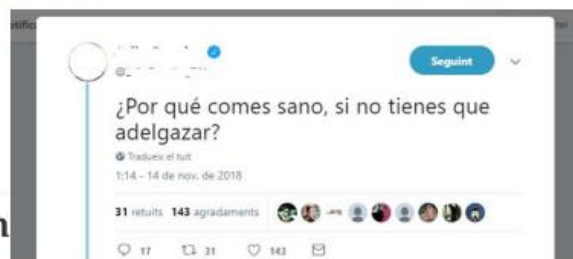 Seguint
¿Por qué comes sano, si no tienes que
adelgazar?
Tradueix el tuit
1:14 - 14 de nov. de 2018
31 retuits 143 agradaments
17 31 143